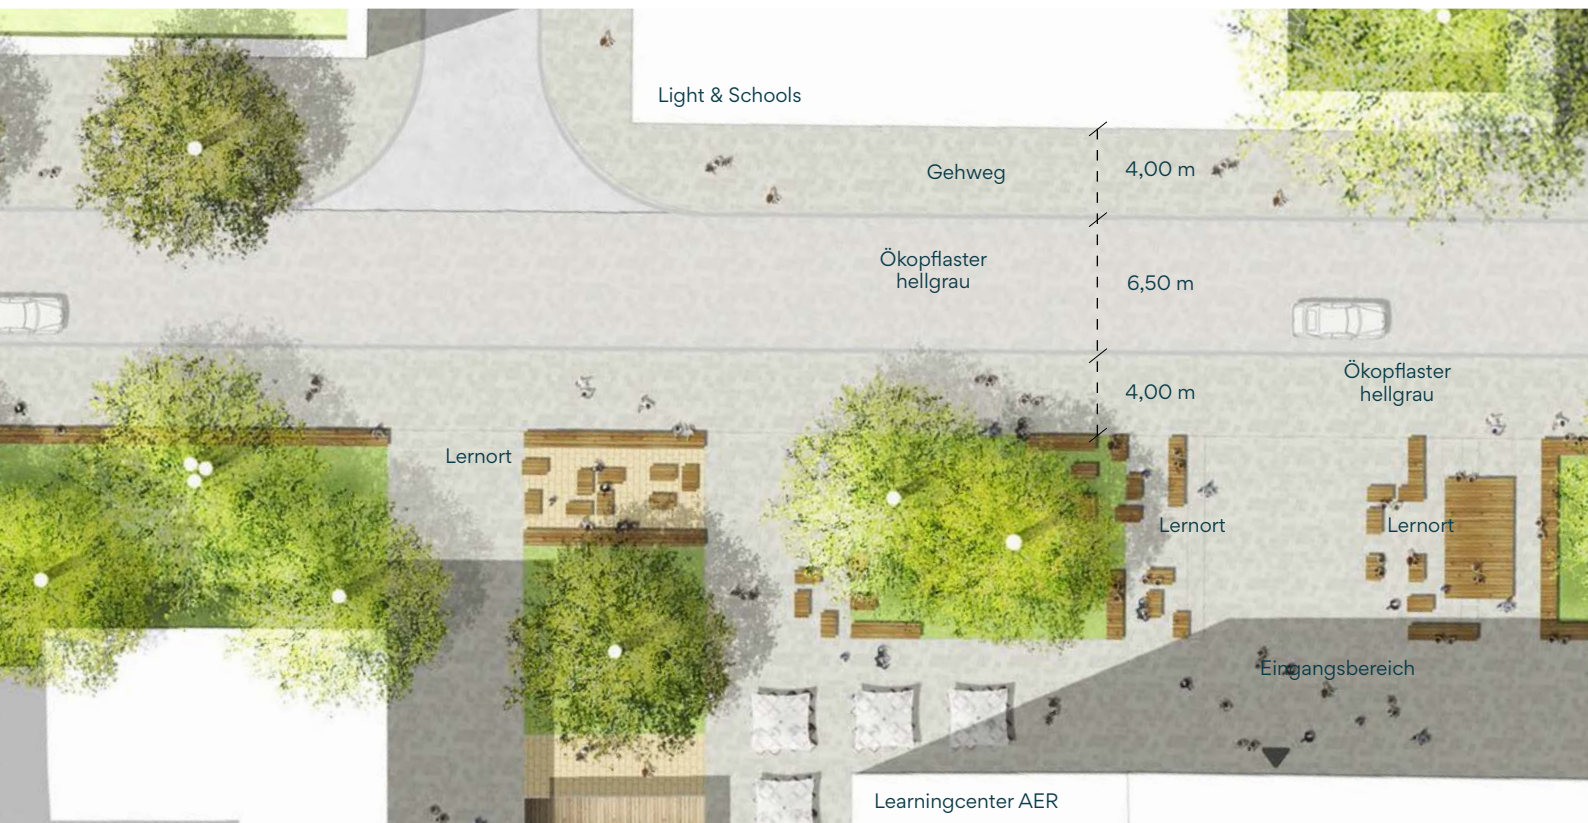 Light & Schools
Gehweg
4,00 m
Ökopflaster
hellgrau
6,50 m
4,00 m
Ökopflaster
hellgrau
Lernort
Lernort
Lernort
Eingangsbereich
Learningcenter AER